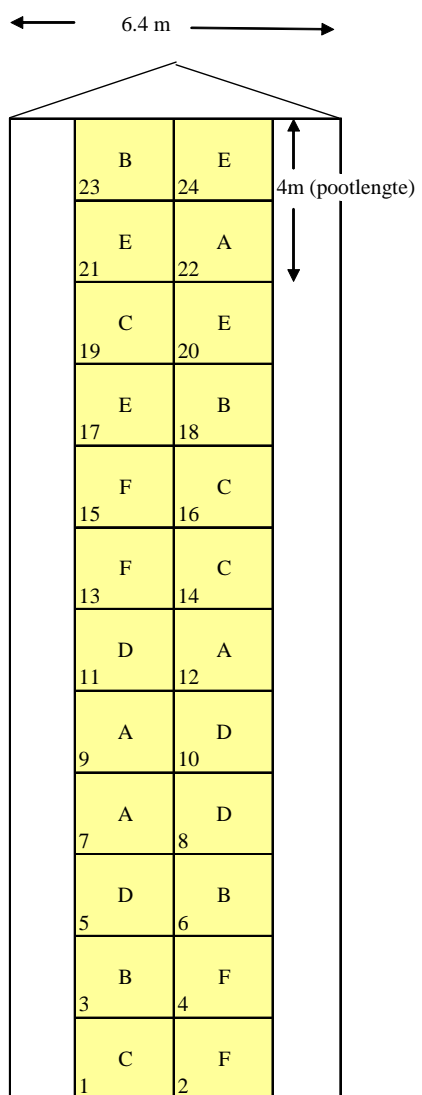 6.4 m
B E
23 24 4m (pootlengte)
E A
21 22
C E
19 20
E B
17 18
F C
15 16
F C
13 14
D A
11 12
A D
9 10
A D
7 8
D B
5 6
B F
3 4
C F
1 2